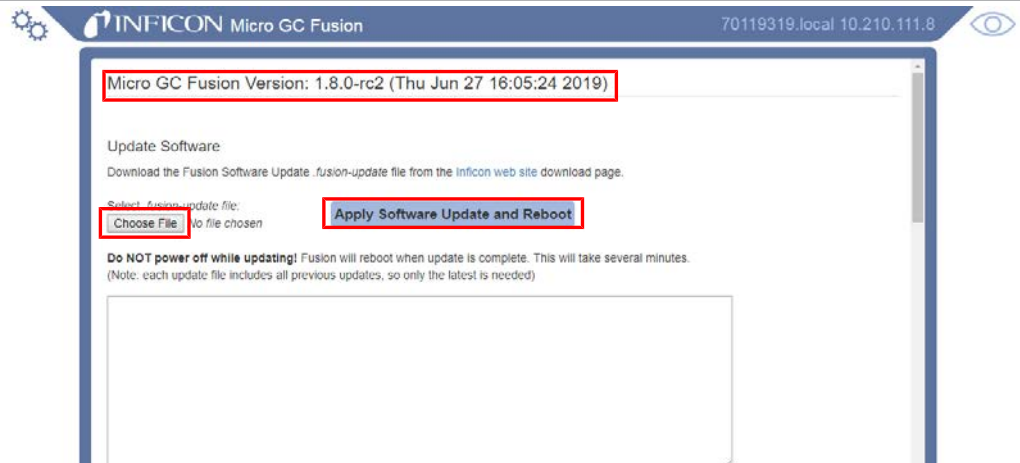 INFICON Micro GC Fusion
70119319.local 10.210.111.8
Micro GC Fusion Version: 1.8.0-rc2 (Thu Jun 27 16:05:24 2019)
Update Software
Download the Fusion Software Update .fusion-update file from the Inficon web site download page.
Select .fusion-update file:
Choose File No file chosen
Apply Software Update and Reboot
Do NOT power off while updating! Fusion will reboot when update is complete. This will take several minutes.
(Note: each update file includes all previous updates, so only the latest is needed)